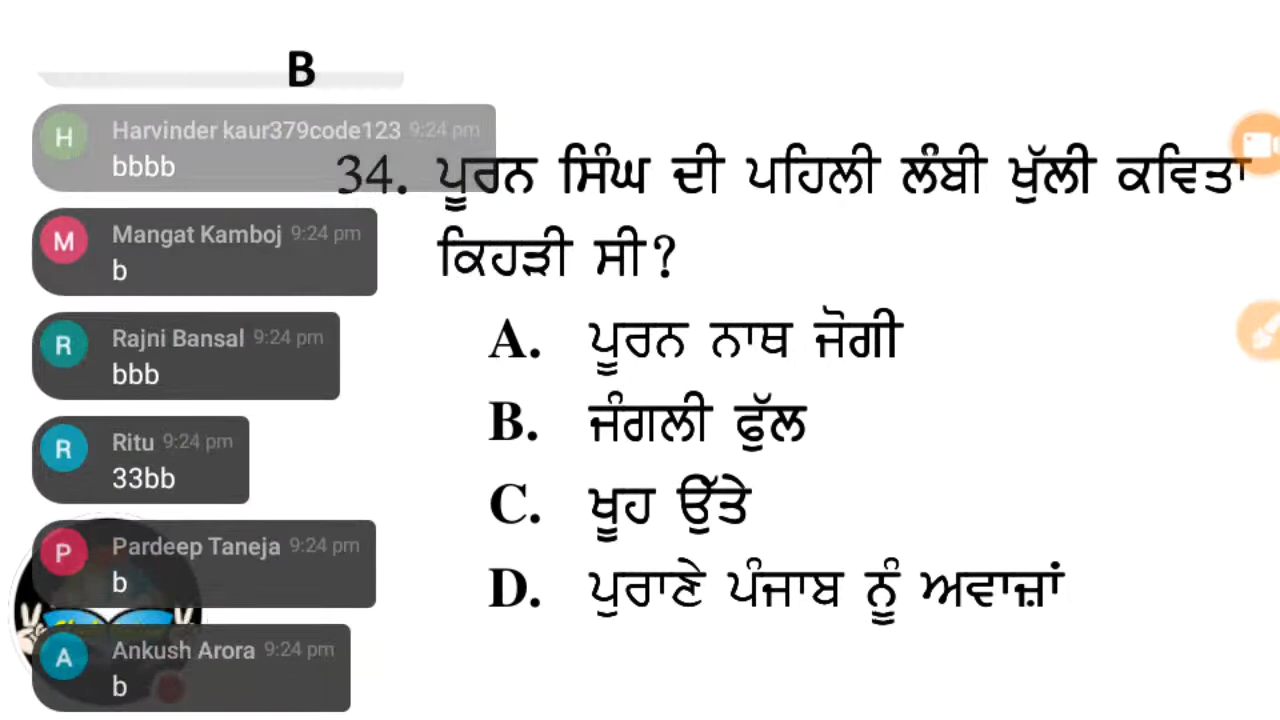 B
Harvinder kaur379code123 9:24 pm
bbbb
34. ਪੂਰਨ ਸਿੰਘ ਦੀ ਪਹਿਲੀ ਲੰਬੀ ਖੁੱਲੀ ਕਵਿਤਾ
ਕਿਹੜੀ ਸੀ?
Mangat Kamboj 9:24 pm
b
Rajni Bansal 9:24 pm
bbb
Ritu 9:24 pm
33bb
Pardeep Taneja 9:24 pm
b
Ankush Arora 9:24 pm
b
A. ਪੂਰਨ ਨਾਥ ਜੋਗੀ
B. ਜੰਗਲੀ ਫੁੱਲ
C. ਖੂਹ ਉੱਤੇ
D. ਪੁਰਾਣੇ ਪੰਜਾਬ ਨੂੰ ਅਵਾਜ਼ਾਂ
H
M
R
R
P
A